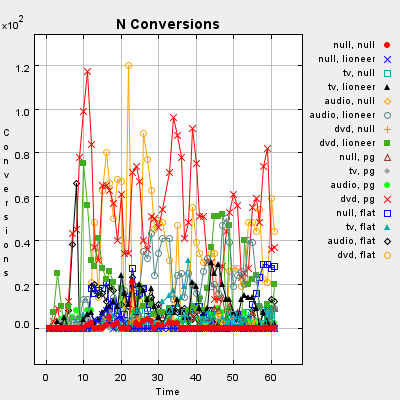 N Conversions
x10²
1.2
1.0
0.8
0.6
0.4
0.2
0.0
Conversions
0 10 20 30 40 50 60
Time
null, null
null, lioneer
tv, null
tv, lioneer
audio, null
audio, lioneer
dvd, null
dvd, lioneer
null, pg
tv, pg
audio, pg
dvd, pg
null, flat
tv, flat
audio, flat
dvd, flat